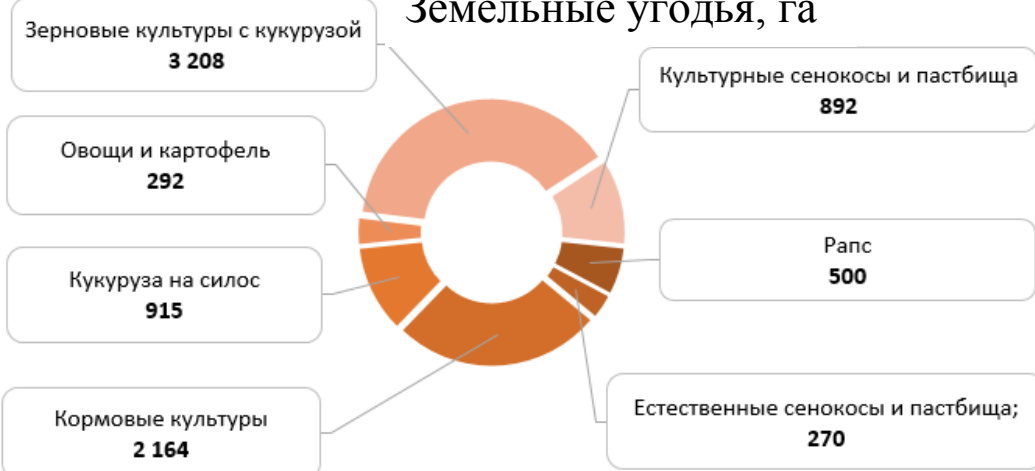 Земельные угодья, га
Зерновые культуры с кукурузой
3 208
Культурные сенокосы и пастбища
892
Овощи и картофель
292
Рапс
500
Кукуруза на силос
915
Кормовые культуры
2 164
Естественные сенокосы и пастбища;
270